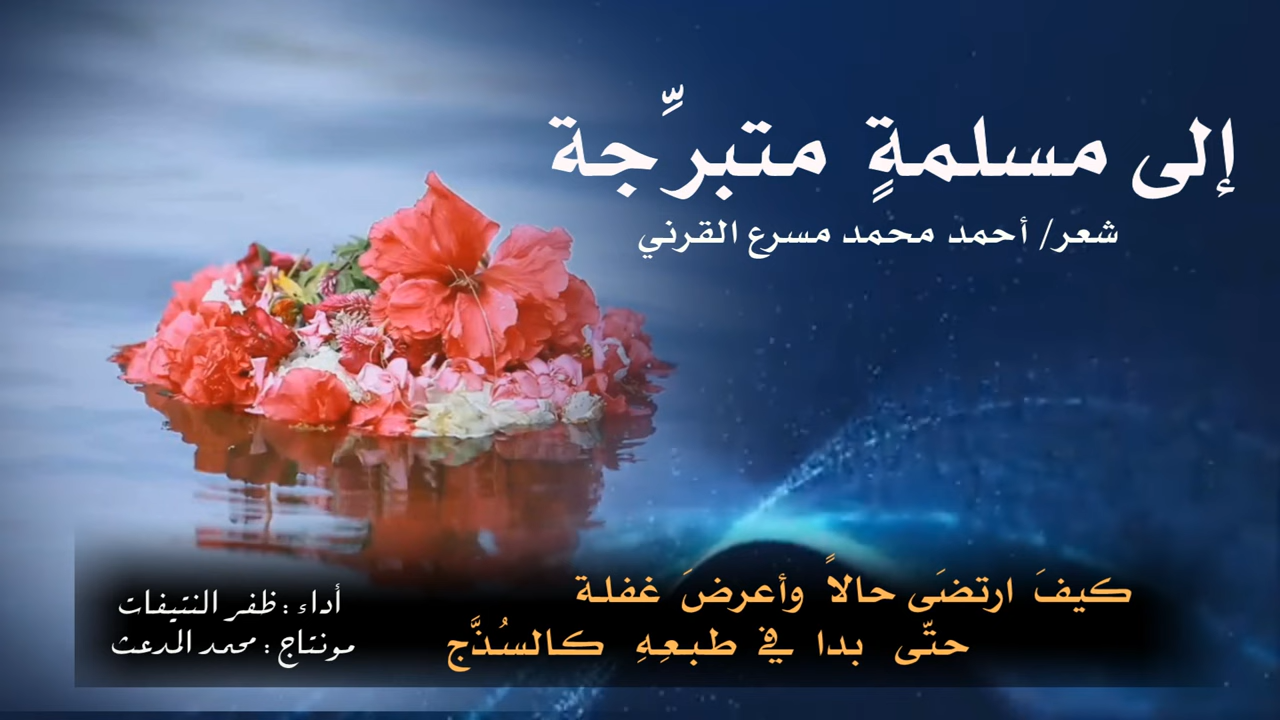 إلى مسلمةٍ متبرِّجة
شعر/ أحمد محمد مسرع القرني
كيفَ ارتضَى حالاً وأعرضَ غفلة
حتّى بدا في طبعِهِ كالسُذَّج
أداء : ظفر النتيفات
مونتاج : محمد المدعث